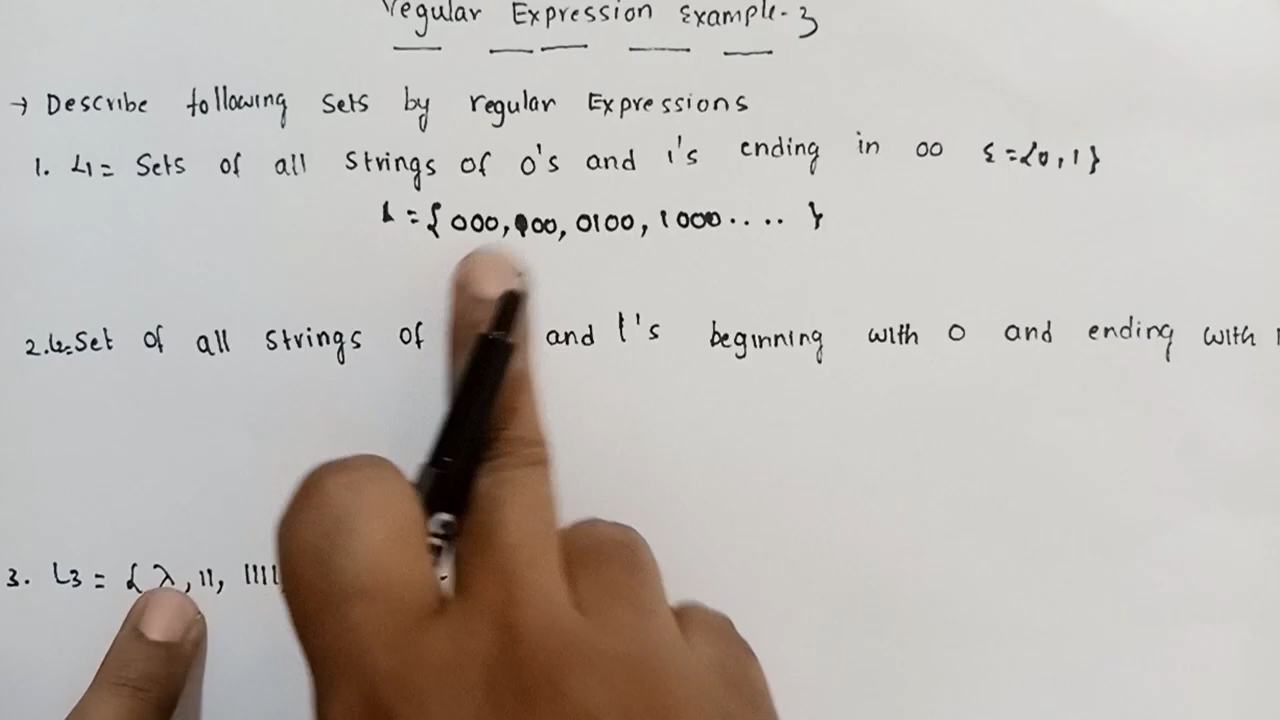 Regular Expression Example-3
→ Describe following sets by regular Expressions
1. L1 = Sets of all strings of 0's and 1's ending in 00 Σ={0,1}
L={000,100,0100,1000.... }
2.L2=Set of all strings of and 1's beginning with 0 and ending with 1
3. L3 = {λ,11,1111